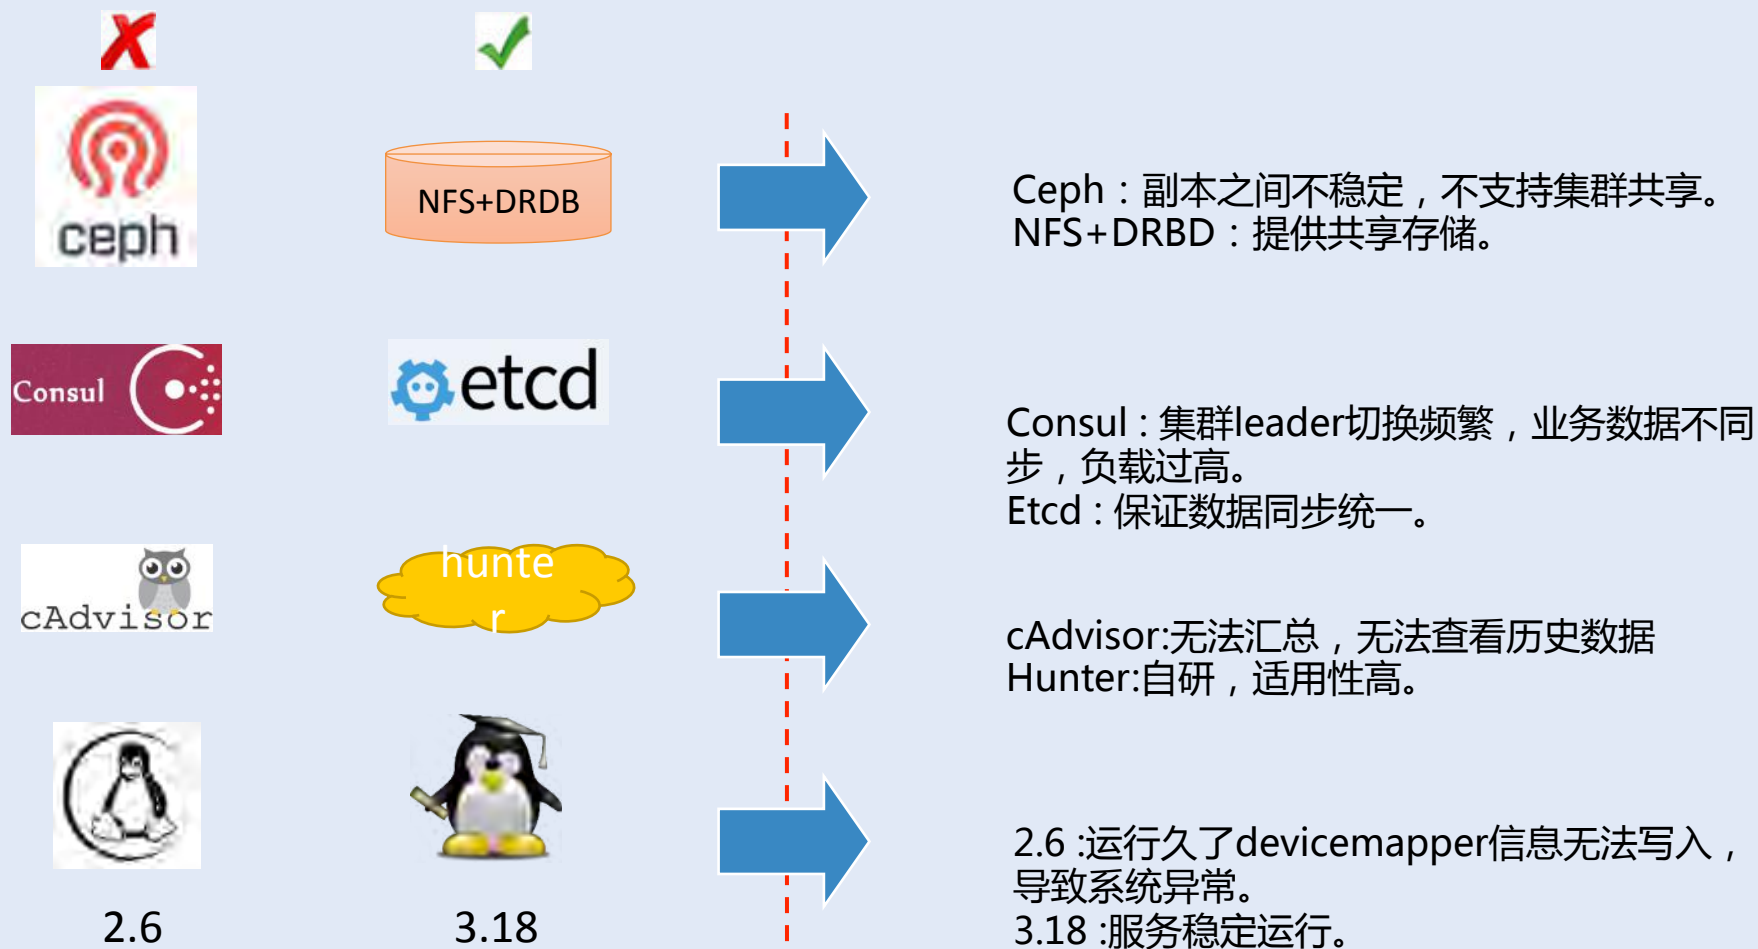 ceph
NFS+DRDB
Ceph：副本之间不稳定，不支持集群共享。
NFS+DRBD：提供共享存储。
Consul
etcd
Consul : 集群leader切换频繁，业务数据不同
步，负载过高。
Etcd : 保证数据同步统一。
cAdvisor
hunte
r
cAdvisor:无法汇总，无法查看历史数据
Hunter:自研，适用性高。
2.6 :运行久了devicemapper信息无法写入，
导致系统异常。
3.18 :服务稳定运行。
2.6
3.18